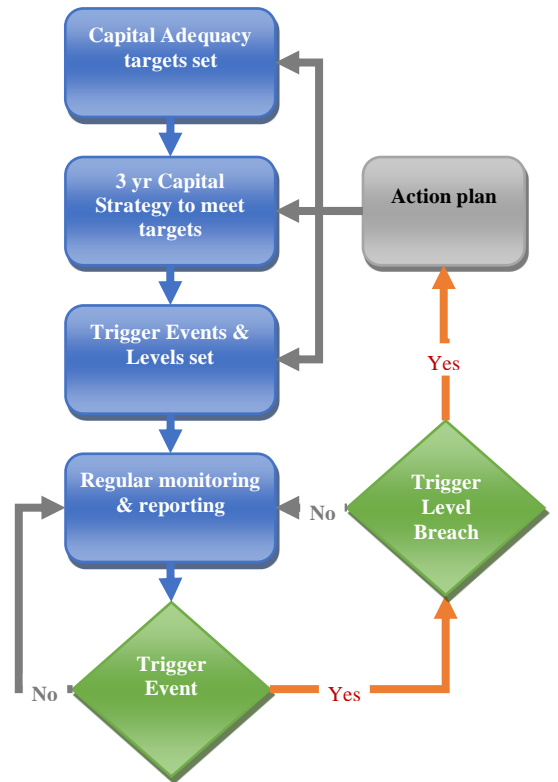 Capital Adequacy
targets set
3 yr Capital
Strategy to meet
targets
Action plan
Trigger Events &
Levels set
Yes
Regular monitoring
& reporting
No
Trigger
Level
Breach
Trigger
Event
No
Yes